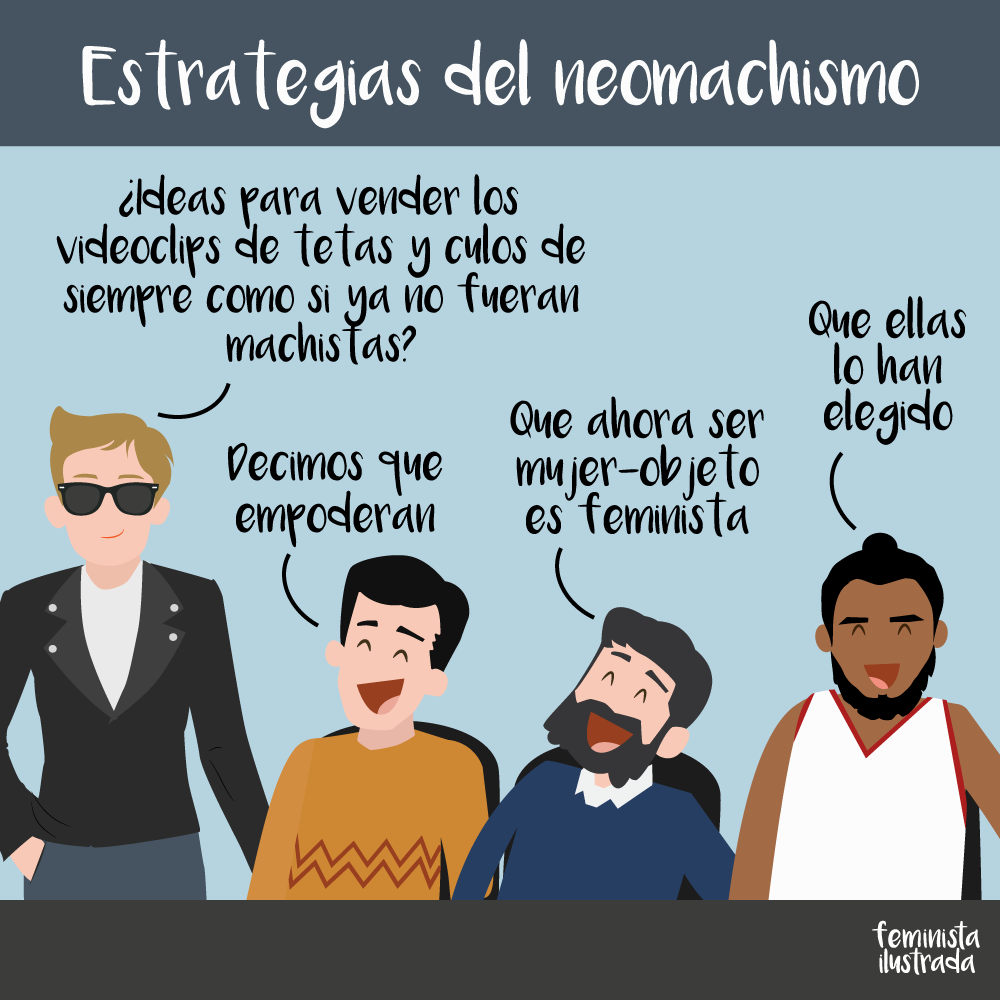 Estrategias del neomachismo
¿Ideas para vender los
videoclips de tetas y culos de
siempre como si ya no fueran
machistas?
Decimos que
empoderan
Que ahora ser
mujer-objeto
es feminista
Que ellas
lo han
elegido
feminista
ilustrada